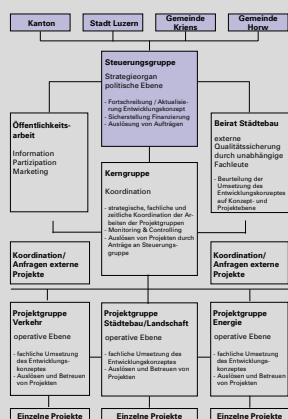 Kanton
Stadt Luzern
Gemeinde
Kriens
Gemeinde
Horw
Steuerungsgruppe
Strategieorgan
politische Ebene
- Fortschreibung / Aktualisie-
rung Entwicklungskonzept
- Sicherstellung Finanzierung
- Auslösung von Aufträgen
Öffentlichkeits-
arbeit
Information
Partizipation
Marketing
Beirat Städtebau
externe
Qualitätssicherung
durch unabhängige
Fachleute
- Beurteilung der
Umsetzung des
Entwicklungskonzeptes
auf Konzept- und
Projektebene
Kerngruppe
Koordination
- strategische, fachliche und
zeitliche Koordination der Ar-
beiten der Projektgruppen
- Monitoring & Controlling
- Auslösen von Projekten durch
Anträge an Steuerungs-
gruppe
Koordination/
Anfragen externe
Projekte
Koordination/
Anfragen externe
Projekte
Projektgruppe
Verkehr
operative Ebene
- fachliche Umsetzung
des Entwicklungs-
konzeptes
- Auslösen und Betreuen
von Projekten
Projektgruppe
Städtebau/Landschaft
operative Ebene
- fachliche Umsetzung des
Entwicklungskonzeptes
- Auslösen und Betreuen von
Projekten
Projektgruppe
Energie
operative Ebene
- fachliche Umsetzung
des Entwicklungs-
konzeptes
- Auslösen und Betreuen
von Projekten
Einzelne Projekte
Einzelne Projekte
Einzelne Projekte